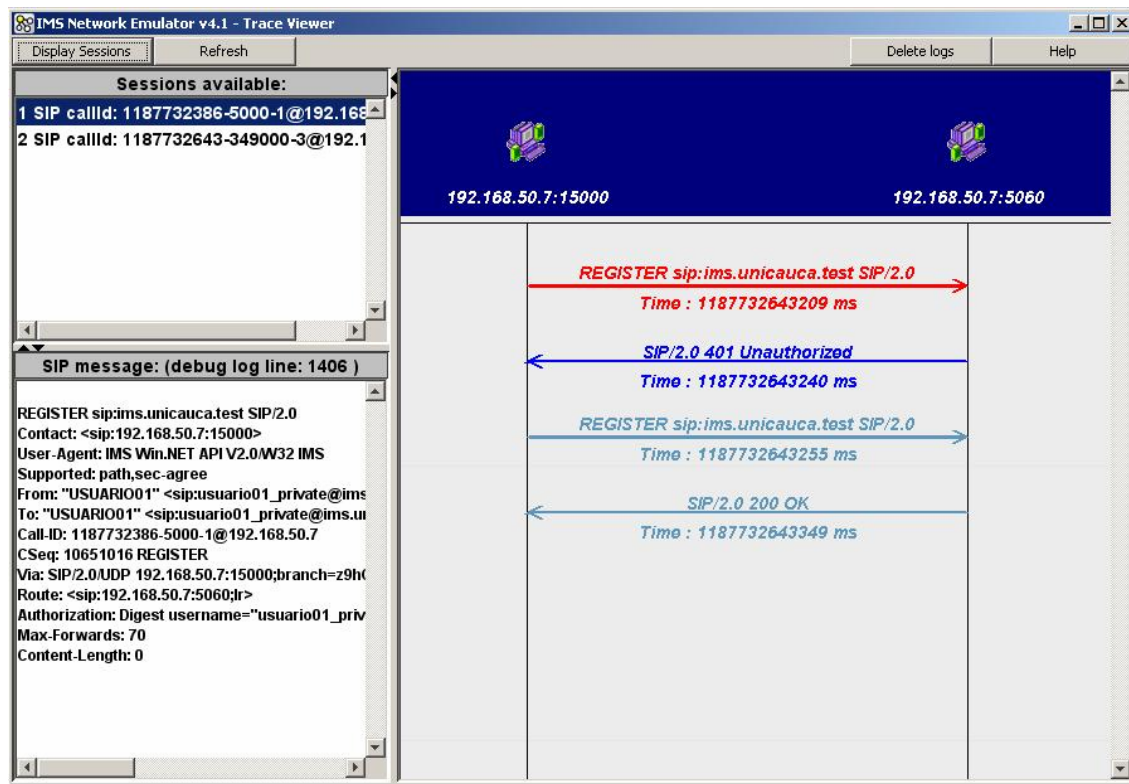 IMS Network Emulator v4.1 - Trace Viewer
Display Sessions Refresh Delete logs Help
Sessions available:
1 SIP callId: 1187732386-5000-1@192.168
2 SIP callId: 1187732643-349000-3@192.1
SIP message: (debug log line: 1406 )
REGISTER sip:ims.unicauca.test SIP/2.0
Contact: <sip:192.168.50.7:15000>
User-Agent: IMS Win.NET API V2.0/W32 IMS
Supported: path,sec-agree
From: "USUARIO01" <sip:usuario01_private@ims
To: "USUARIO01" <sip:usuario01_private@ims.u
Call-ID: 1187732386-5000-1@192.168.50.7
CSeq: 10651016 REGISTER
Via: SIP/2.0/UDP 192.168.50.7:15000;branch=z9h
Route: <sip:192.168.50.7:5060;lr>
Authorization: Digest username="usuario01_priv
Max-Forwards: 70
Content-Length: 0
192.168.50.7:15000 192.168.50.7:5060
REGISTER sip:ims.unicauca.test SIP/2.0
Time : 1187732643209 ms
SIP/2.0 401 Unauthorized
Time : 1187732643240 ms
REGISTER sip:ims.unicauca.test SIP/2.0
Time : 1187732643255 ms
SIP/2.0 200 OK
Time : 1187732643349 ms